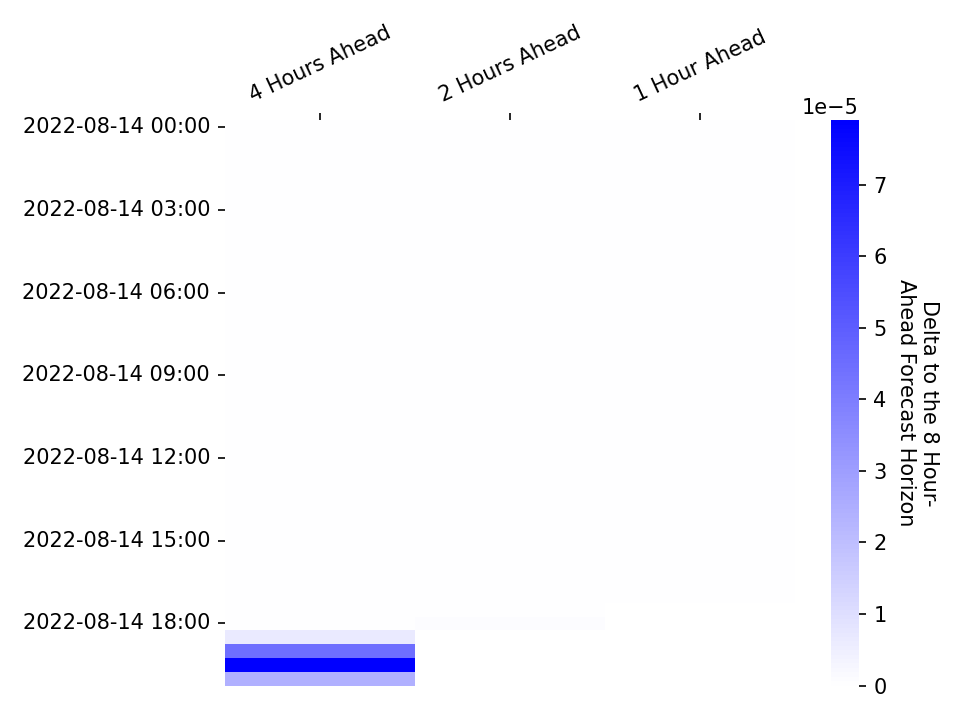 4 Hours Ahead
2 Hours Ahead
1 Hour Ahead
1e−5
2022-08-14 00:00
2022-08-14 03:00
2022-08-14 06:00
2022-08-14 09:00
2022-08-14 12:00
2022-08-14 15:00
2022-08-14 18:00
7
6
5
4
3
2
1
0
Delta to the 8 Hour-
Ahead Forecast Horizon